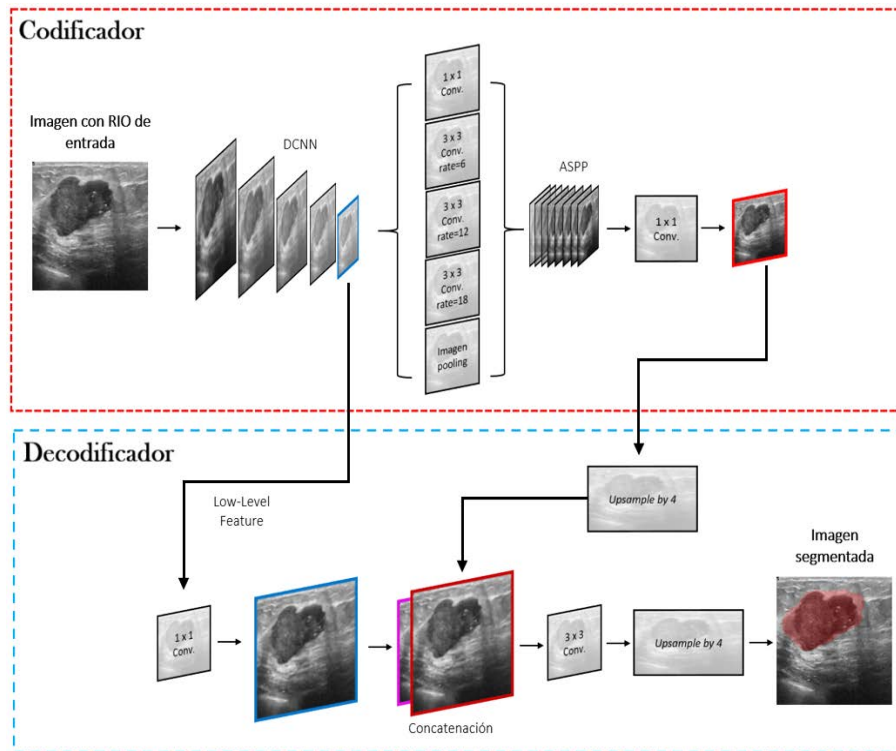 Codificador
Imagen con RIO de
entrada
DCNN
1 x 1
Conv.
3 x 3
Conv.
rate=6
3 x 3
Conv.
rate=12
3 x 3
Conv.
rate=18
Imagen
pooling
ASPP
1 x 1
Conv.
Decodificador
Low-Level
Feature
Upsample by 4
Imagen
segmentada
1 x 1
Conv.
Concatenación
3 x 3
Conv.
Upsample by 4